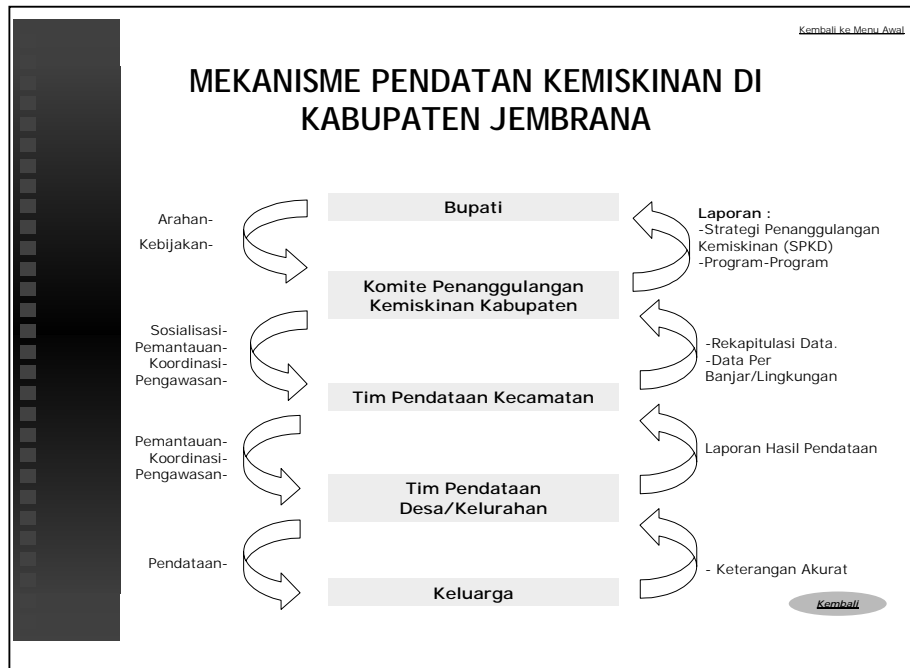 Kembali ke Menu Awal
MEKANISME PENDATAN KEMISKINAN DI
KABUPATEN JEMBRANA
Bupati
Arahan-
Kebijakan-
Laporan :
-Strategi Penanggulangan
Kemiskinan (SPKD)
-Program-Program
Komite Penanggulangan
Kemiskinan Kabupaten
Sosialisasi-
Pemantauan-
Koordinasi-
Pengawasan-
-Rekapitulasi Data.
-Data Per
Banjar/Lingkungan
Tim Pendataan Kecamatan
Pemantauan-
Koordinasi-
Pengawasan-
Laporan Hasil Pendataan
Tim Pendataan
Desa/Kelurahan
Pendataan-
- Keterangan Akurat
Keluarga
Kembali